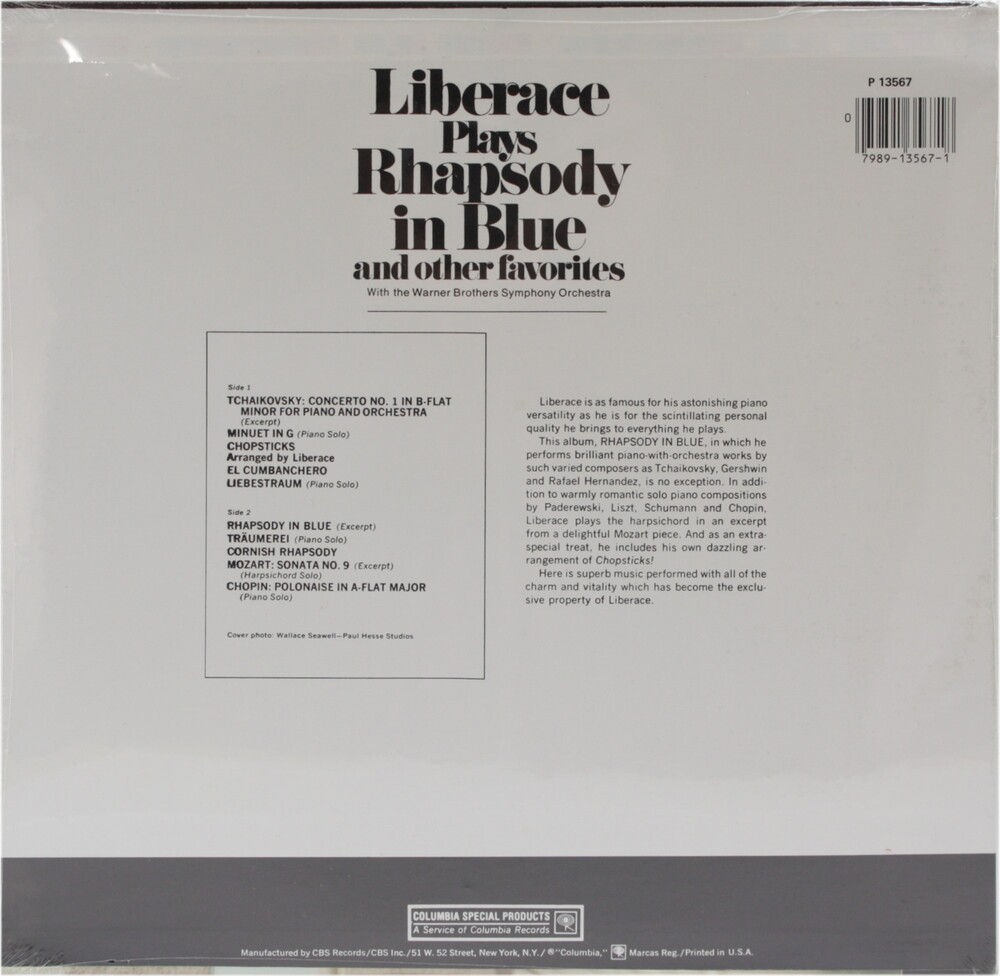 Liberace
Plays
Rhapsody
in Blue
and other favorites
With the Warner Brothers Symphony Orchestra
P 13567
0
7989-13567-1
Side 1
TCHAIKOVSKY: CONCERTO NO. 1 IN B-FLAT
MINOR FOR PIANO AND ORCHESTRA
(Excerpt)
MINUET IN G (Piano Solo)
CHOPSTICKS
Arranged by Liberace
EL CUMBANCHERO
LIEBESTRAUM (Piano Solo)
Side 2
RHAPSODY IN BLUE (Excerpt)
TRÄUMEREI (Piano Solo)
CORNISH RHAPSODY
MOZART: SONATA NO. 9 (Excerpt)
(Harpsichord Solo)
CHOPIN: POLONAISE IN A-FLAT MAJOR
(Piano Solo)
Cover photo: Wallace Seawell—Paul Hesse Studios
Liberace is as famous for his astonishing piano
versatility as he is for the scintillating personal
quality he brings to everything he plays.
This album, RHAPSODY IN BLUE, in which he
performs brilliant piano-with-orchestra works by
such varied composers as Tchaikovsky, Gershwin
and Rafael Hernandez, is no exception. In addi-
tion to warmly romantic solo piano compositions
by Paderewski, Liszt, Schumann and Chopin,
Liberace plays the harpsichord in an excerpt
from a delightful Mozart piece. And as an extra-
special treat, he includes his own dazzling ar-
rangement of Chopsticks!
Here is superb music performed with all of the
charm and vitality which has become the exclu-
sive property of Liberace.
COLUMBIA SPECIAL PRODUCTS
A Service of Columbia Records
Manufactured by CBS Records/CBS Inc./51 W. 52 Street, New York, N.Y./ ®"Columbia," Marcas Reg./Printed in U.S.A.